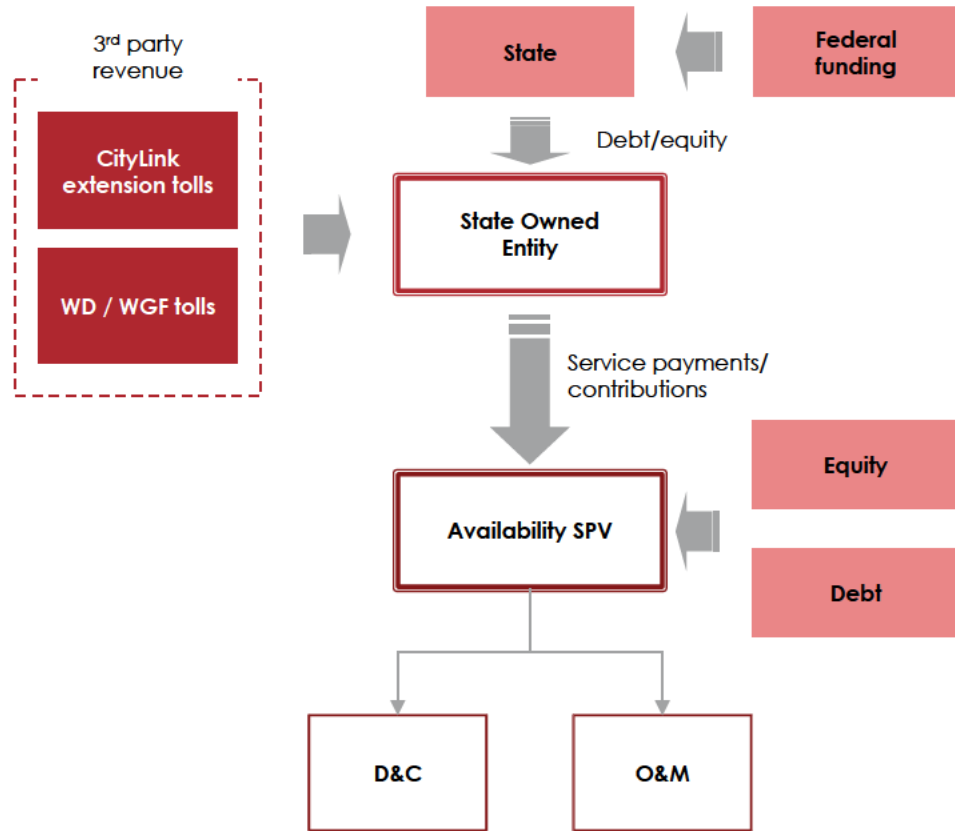 3rd party
revenue
CityLink
extension tolls
WD / WGF tolls
State
Federal
funding
Debt/equity
State Owned
Entity
Service payments/
contributions
Equity
Availability SPV
Debt
D&C
O&M